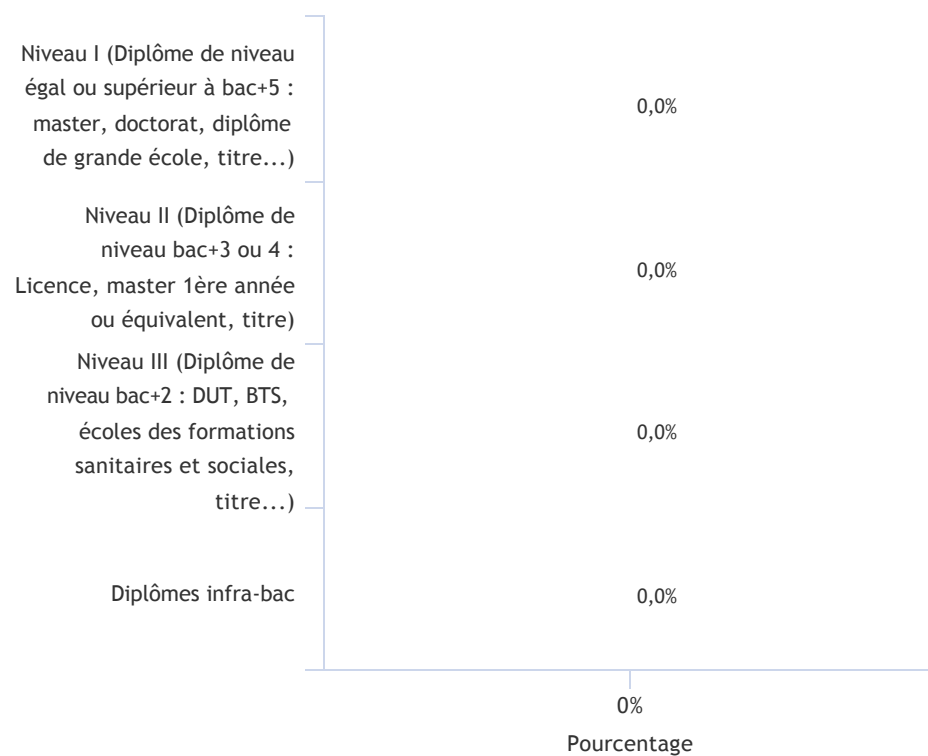 Niveau I (Diplôme de niveau
égal ou supérieur à bac+5 :
master, doctorat, diplôme
de grande école, titre...)
0,0%
Niveau II (Diplôme de
niveau bac+3 ou 4 :
Licence, master 1ère année
ou équivalent, titre)
0,0%
Niveau III (Diplôme de
niveau bac+2 : DUT, BTS,
écoles des formations
sanitaires et sociales,
titre...)
0,0%
Diplômes infra-bac
0,0%
0%
Pourcentage